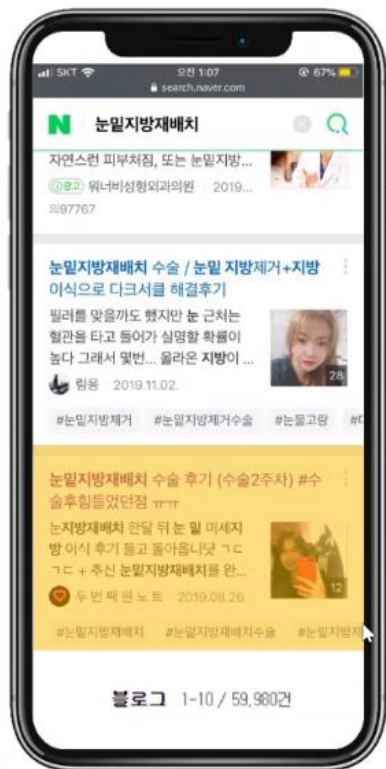 SKT 오전 1:07 67%
search.naver.com
N 눈밑지방재배치
자연스런 피부처짐, 또는 눈밑지방...
광고 워너비성형외과의원 2019...
의97767
눈밑지방재배치 수술 / 눈밑 지방제거+지방
이식으로 다크서클 해결후기
필러를 맞을까도 했지만 눈 근처는
혈관을 타고 들어가 실명할 확률이
높다 그래서 몇번... 올라온 지방이 ...
림움 2019.11.02.
28
#눈밑지방제거 #눈밑지방제거수술 #눈물고랑
눈밑지방재배치 수술 후기 (수술2주차) #수
술후힘들었던점 ㅠㅠ
눈지방재배치 한달 뒤 눈 밑 미세지
방 이식 후기 들고 돌아옵니닷 ㄱㄷ
ㄱㄷ + 추신 눈밑지방재배치를 완...
두번째원노트 2019.08.26.
12
#눈밑지방재배치 #눈밑지방재배치수술 #눈밑지방재
블로그 1-10 / 59,980건